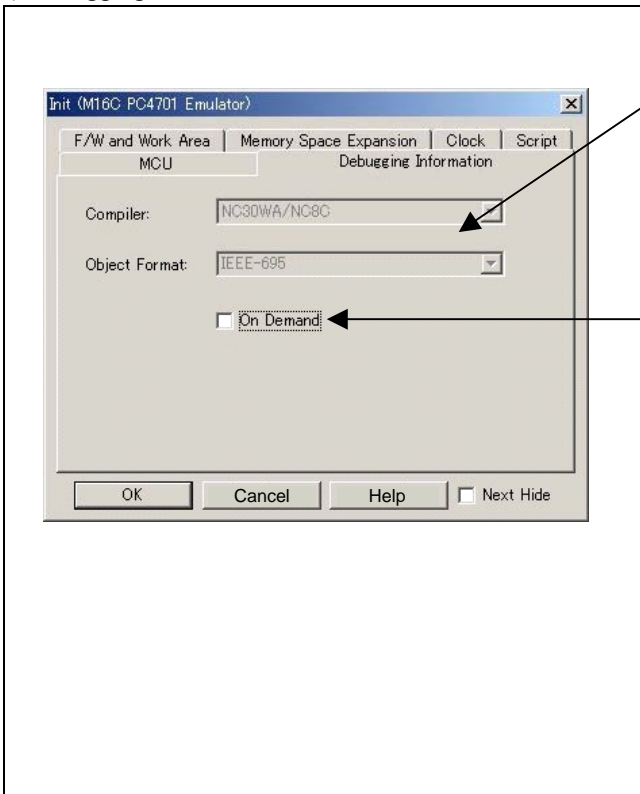 Init (M16C PC4701 Emulator)
F/W and Work Area Memory Space Expansion Clock Script
MCU Debugging Information
Compiler: NC30WA/NC8C
Object Format: IEEE-695
On Demand
OK Cancel Help Next Hide